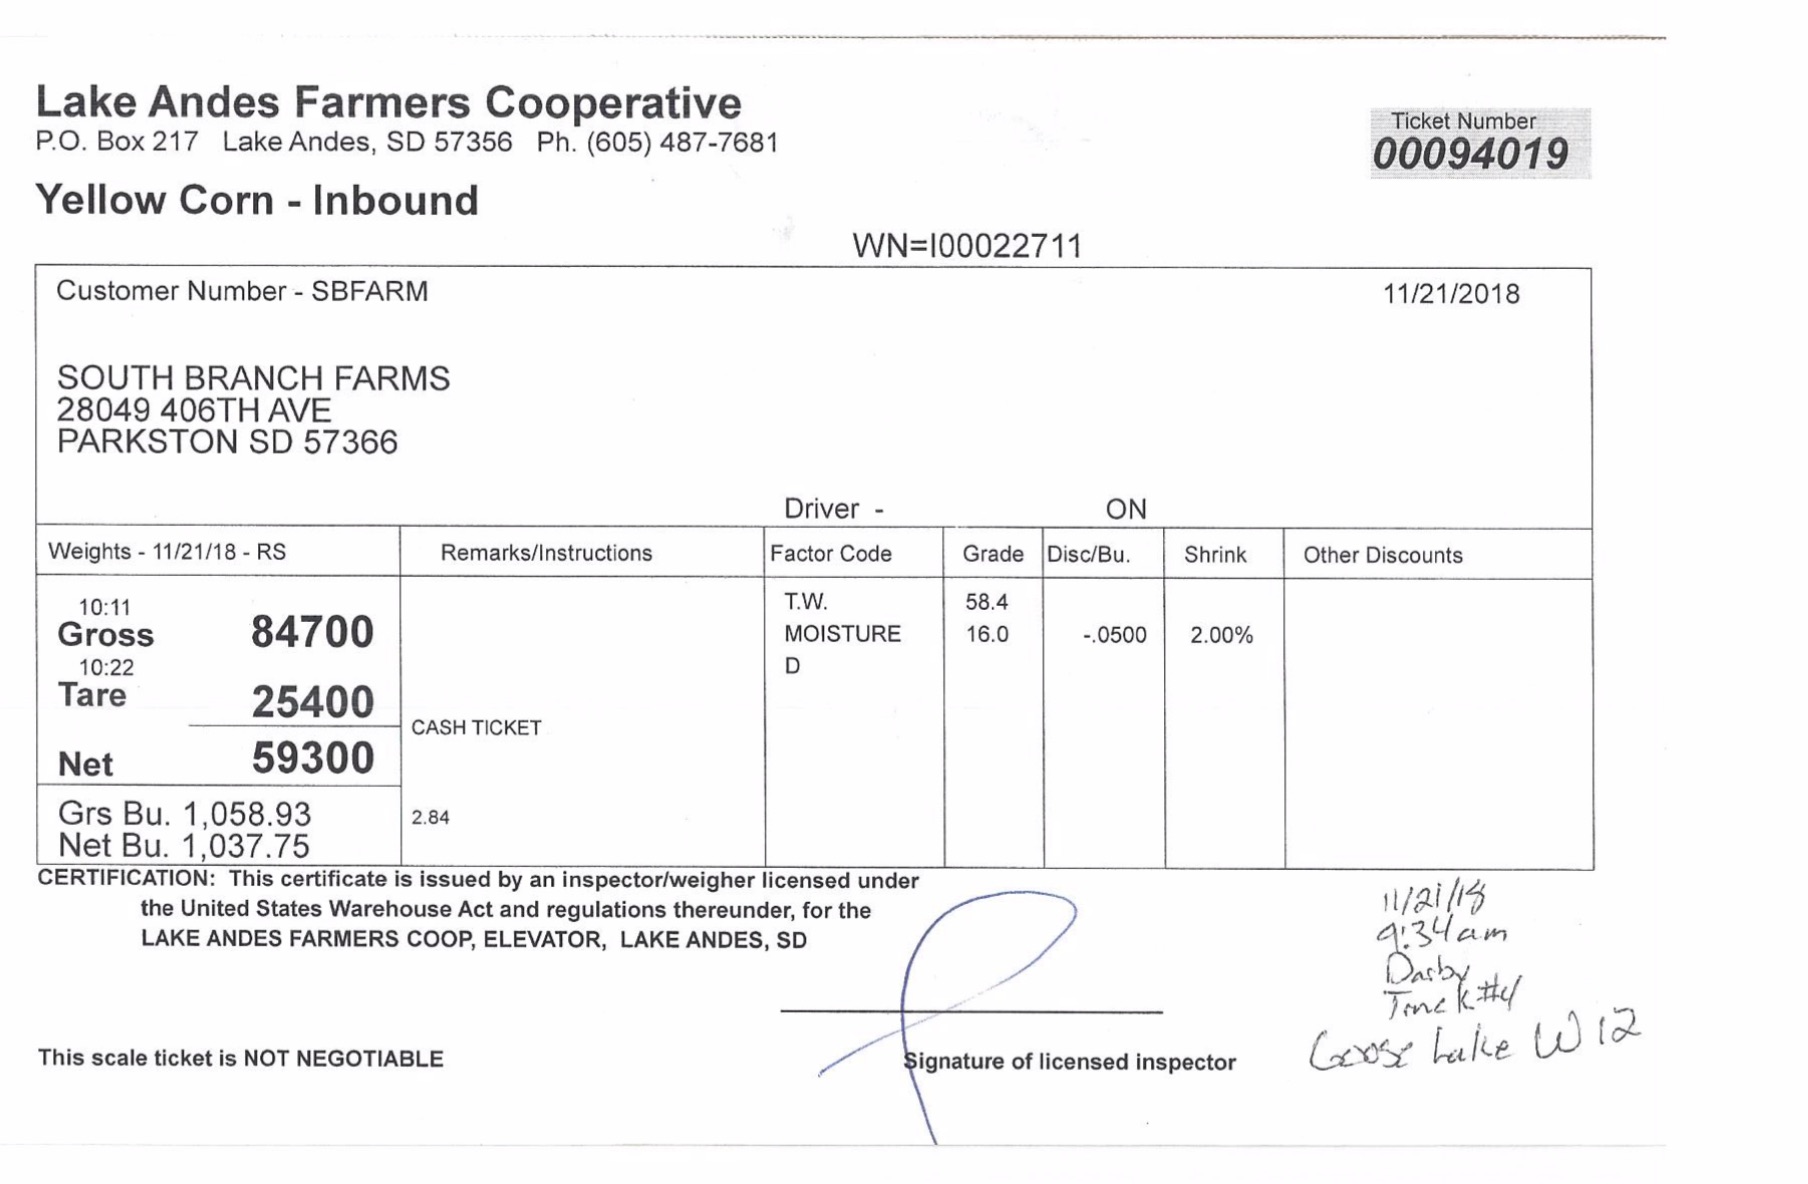 Lake Andes Farmers Cooperative
P.O. Box 217 Lake Andes, SD 57356 Ph. (605) 487-7681
Ticket Number
00094019
Yellow Corn - Inbound
WN=I00022711
Customer Number - SBFARM
11/21/2018
SOUTH BRANCH FARMS
28049 406TH AVE
PARKSTON SD 57366
Driver - ON
Weights - 11/21/18 - RS Remarks/Instructions Factor Code Grade Disc/Bu. Shrink Other Discounts
10:11
Gross 84700
10:22
Tare 25400
Net 59300
Grs Bu. 1,058.93
Net Bu. 1,037.75
CASH TICKET
2.84
T.W. 58.4
MOISTURE 16.0 -.0500 2.00%
D
CERTIFICATION: This certificate is issued by an inspector/weigher licensed under
the United States Warehouse Act and regulations thereunder, for the
LAKE ANDES FARMERS COOP, ELEVATOR, LAKE ANDES, SD
This scale ticket is NOT NEGOTIABLE
Signature of licensed inspector
11/21/18
9:34am
Darby
Truck #4
Goose Lake W12